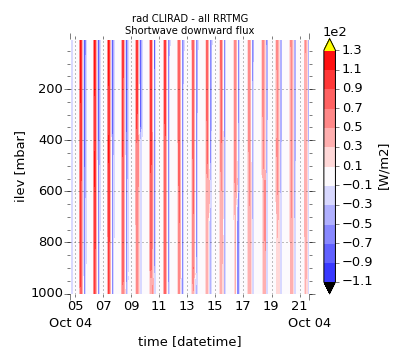 rad CLIRAD - all RRTMG
Shortwave downward flux
1e2
1.3
1.1
0.9
0.7
0.5
0.3
0.1
−0.1
−0.3
−0.5
−0.7
−0.9
−1.1
[W/m2]
ilev [mbar]
200
400
600
800
1000
05 07 09 11 13 15 17 19 21
Oct 04 Oct 04
time [datetime]